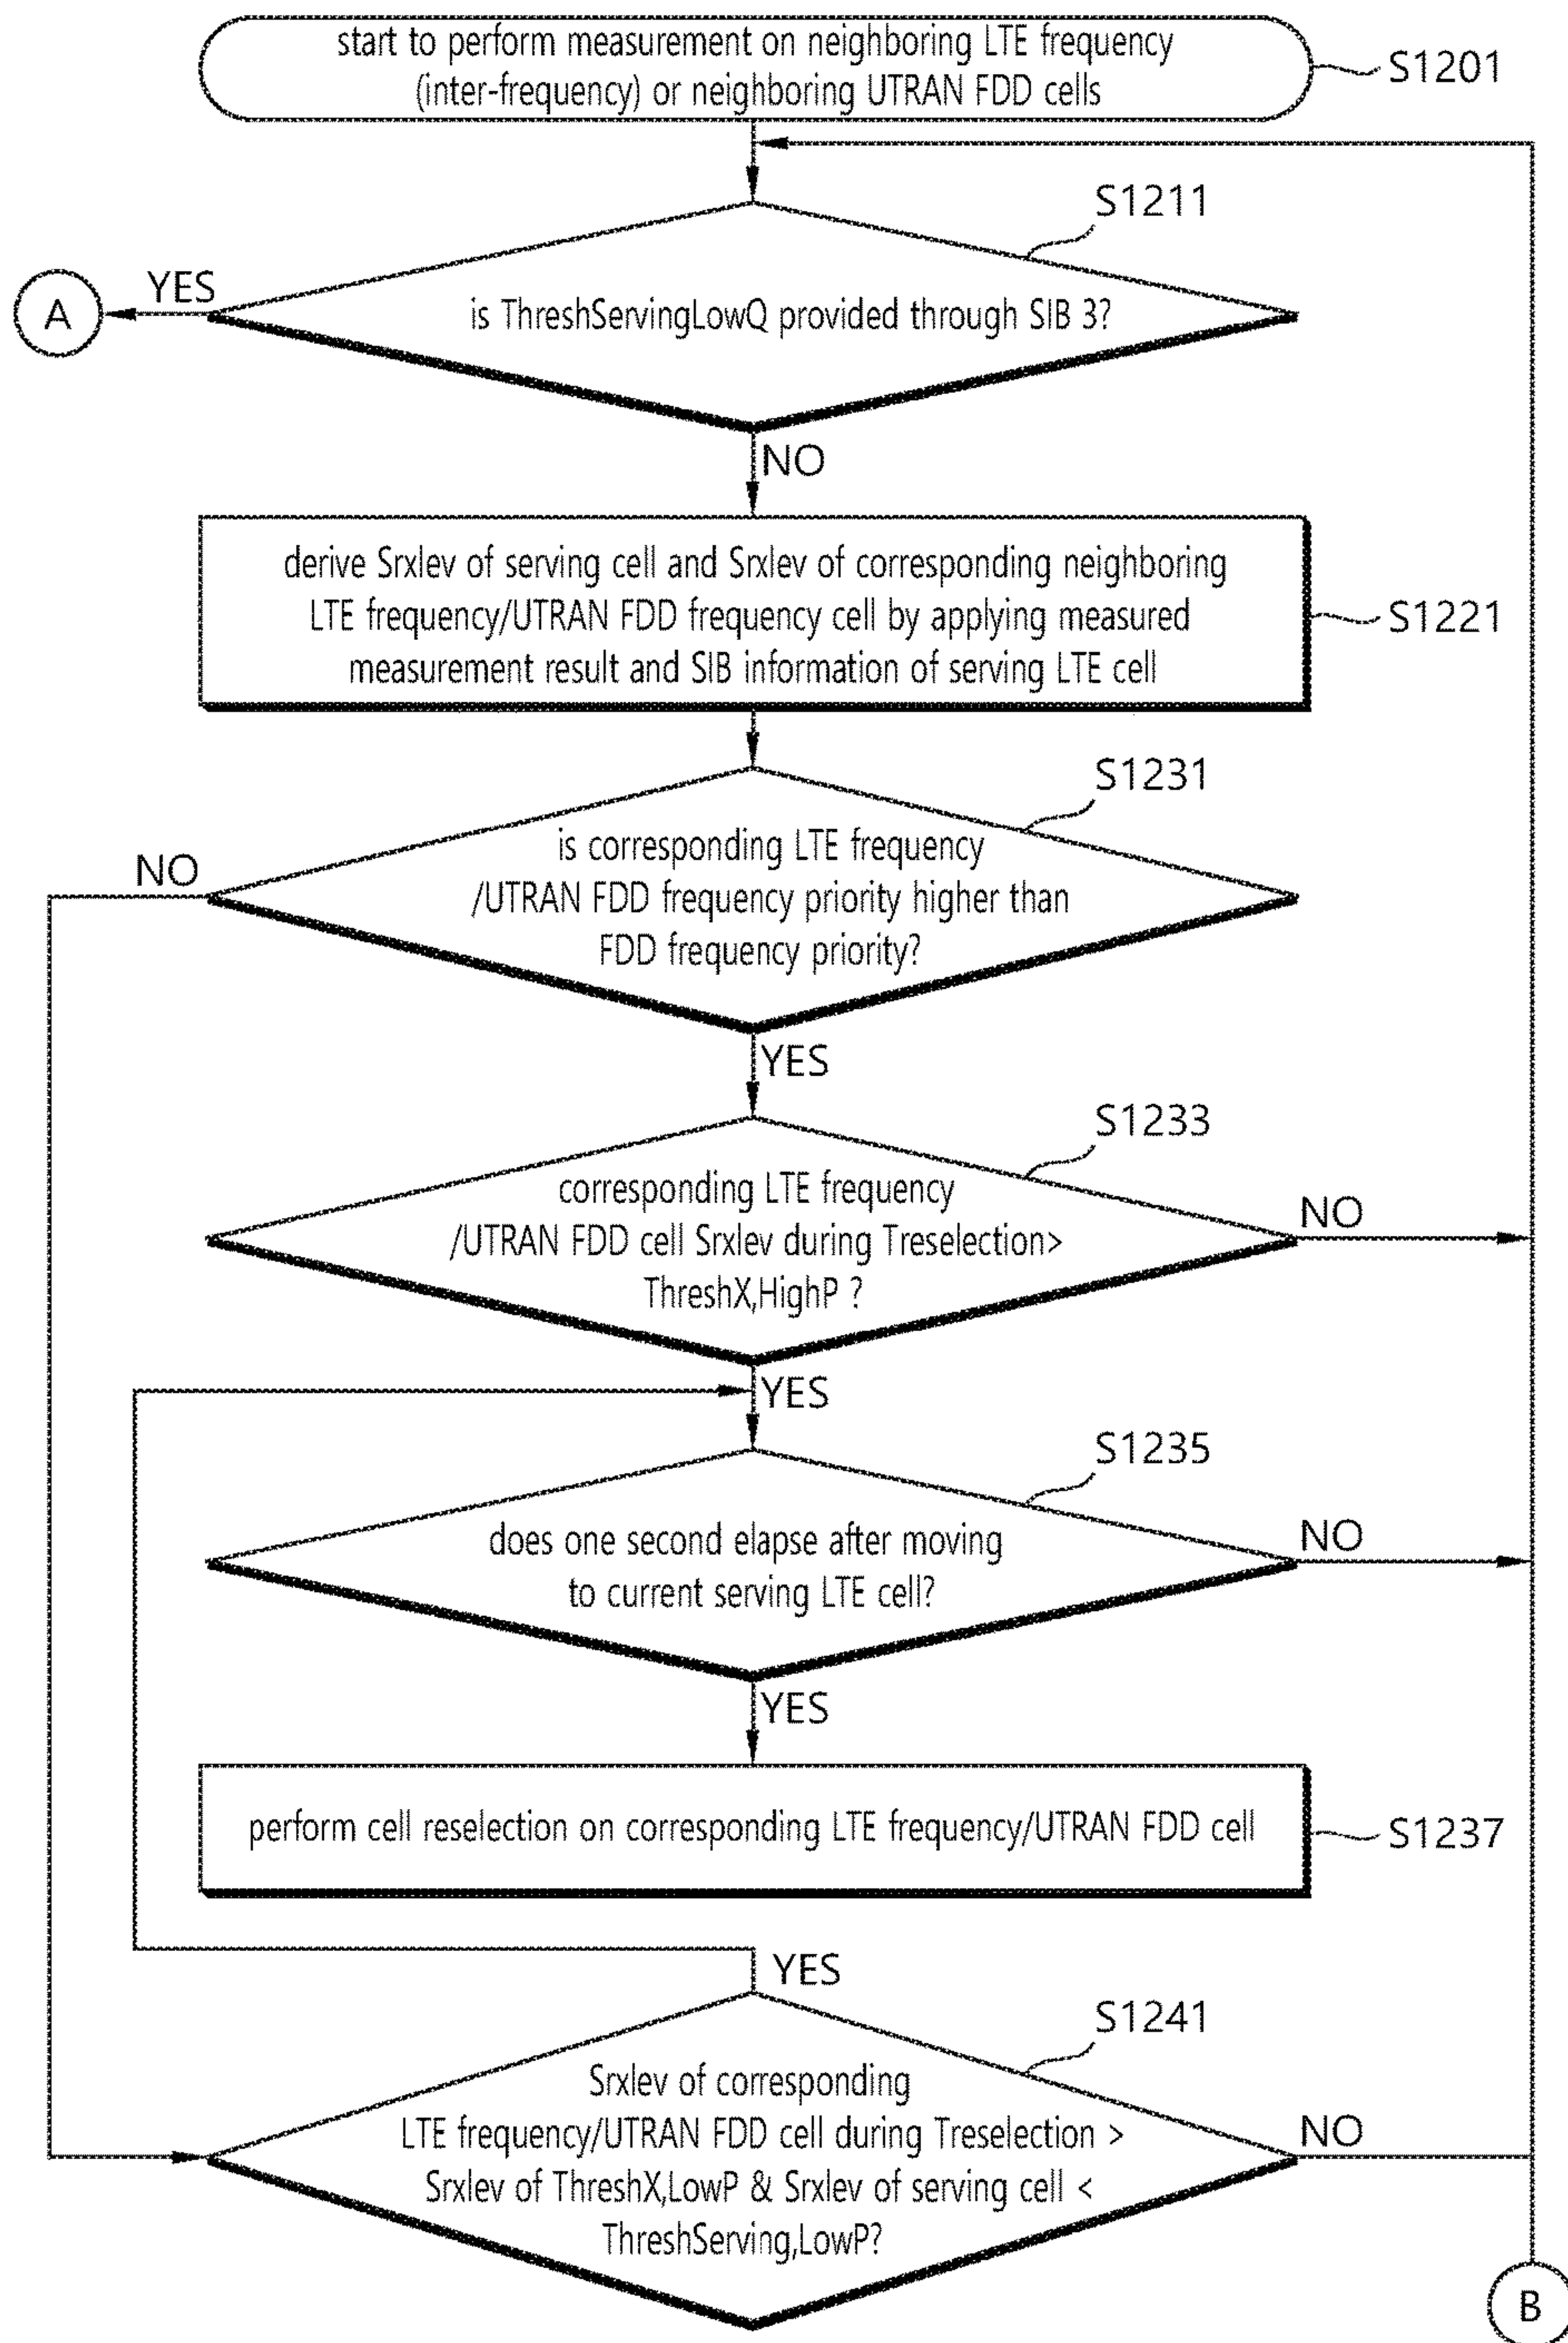 start to perform measurement on neighboring LTE frequency
(inter-frequency) or neighboring UTRAN FDD cells
S1201
S1211
A
YES
is ThreshServingLowQ provided through SIB 3?
NO
derive Srxlev of serving cell and Srxlev of corresponding neighboring
LTE frequency/UTRAN FDD frequency cell by applying measured
measurement result and SIB information of serving LTE cell
S1221
S1231
NO
is corresponding LTE frequency
/UTRAN FDD frequency priority higher than
FDD frequency priority?
YES
S1233
corresponding LTE frequency
/UTRAN FDD cell Srxlev during Treselection>
ThreshX,HighP ?
NO
YES
S1235
does one second elapse after moving
to current serving LTE cell?
NO
YES
perform cell reselection on corresponding LTE frequency/UTRAN FDD cell
S1237
YES
S1241
Srxlev of corresponding
LTE frequency/UTRAN FDD cell during Treselection >
Srxlev of ThreshX,LowP & Srxlev of serving cell <
ThreshServing,LowP?
NO
B